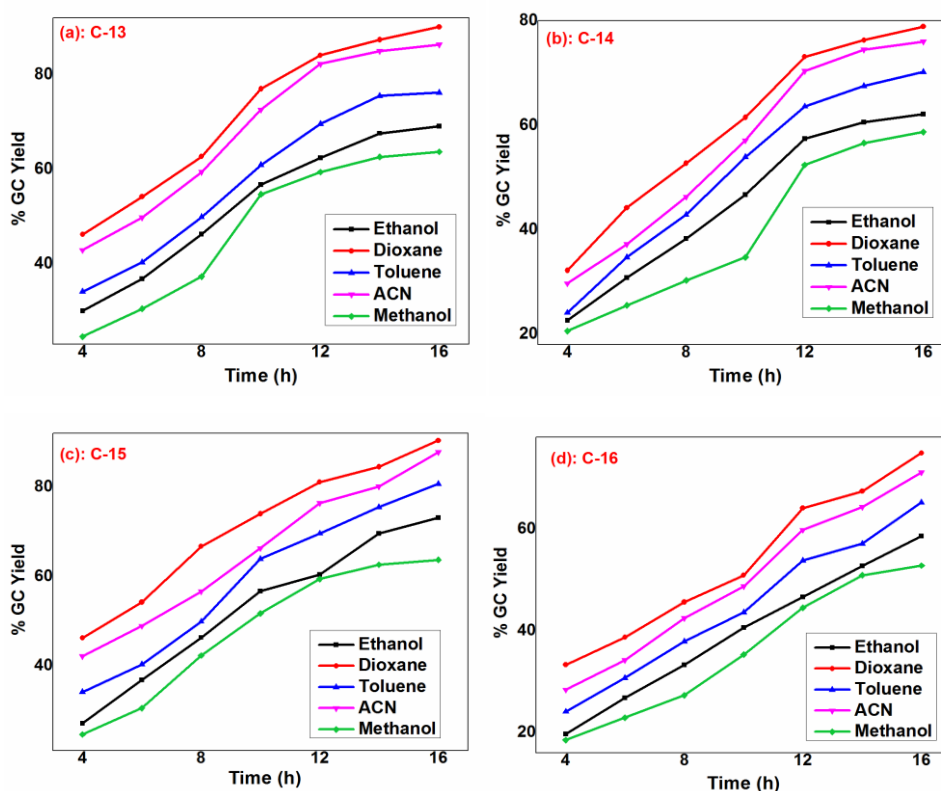 (a): C-13
% GC Yield
80
60
40
4 8 12 16
Time (h)
Ethanol
Dioxane
Toluene
ACN
Methanol
(b): C-14
% GC Yield
80
60
40
20
4 8 12 16
Time (h)
Ethanol
Dioxane
Toluene
ACN
Methanol
(c): C-15
% GC Yield
80
60
40
4 8 12 16
Time (h)
Ethanol
Dioxane
Toluene
ACN
Methanol
(d): C-16
% GC Yield
60
40
20
4 8 12 16
Time (h)
Ethanol
Dioxane
Toluene
ACN
Methanol